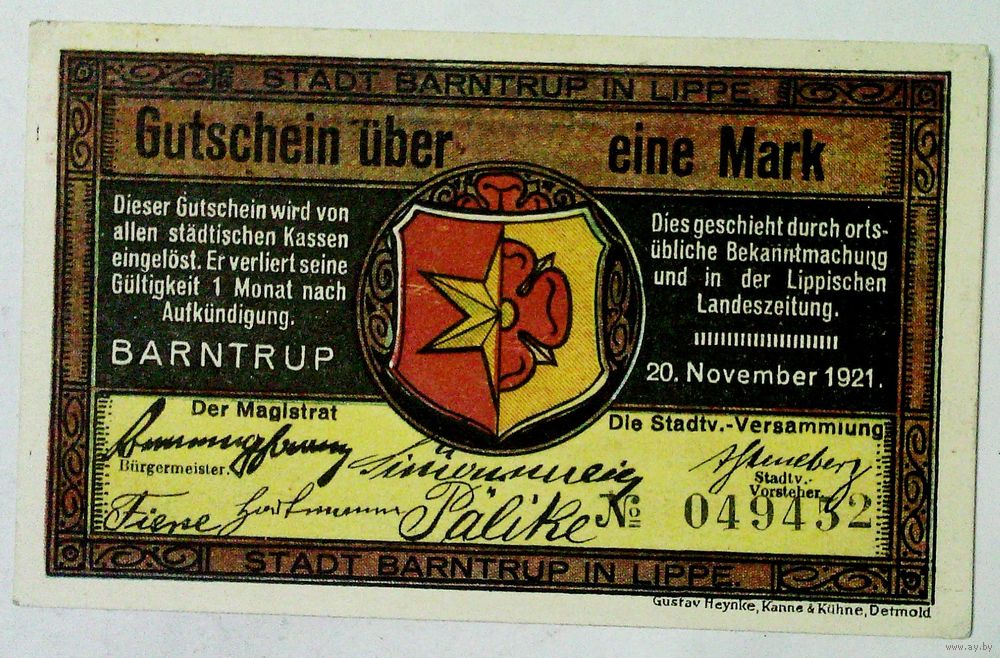 STADT BARNTRUP IN LIPPE.
Gutschein über eine Mark
Dieser Gutschein wird von
allen städtischen Kassen
eingelöst. Er verliert seine
Gültigkeit 1 Monat nach
Aufkündigung.
BARNTRUP
Dies geschieht durch orts-
übliche Bekanntmachung
und in der Lippischen
Landeszeitung.
20. November 1921.
Der Magistrat
Bürgermeister.
Die Stadtv.-Versammlung
Stadtv.-
Vorsteher.
Hartmann
Pälike
No 049452
STADT BARNTRUP IN LIPPE.
Gustav Heynke, Kanne & Kühne, Detmold
www.ay.by